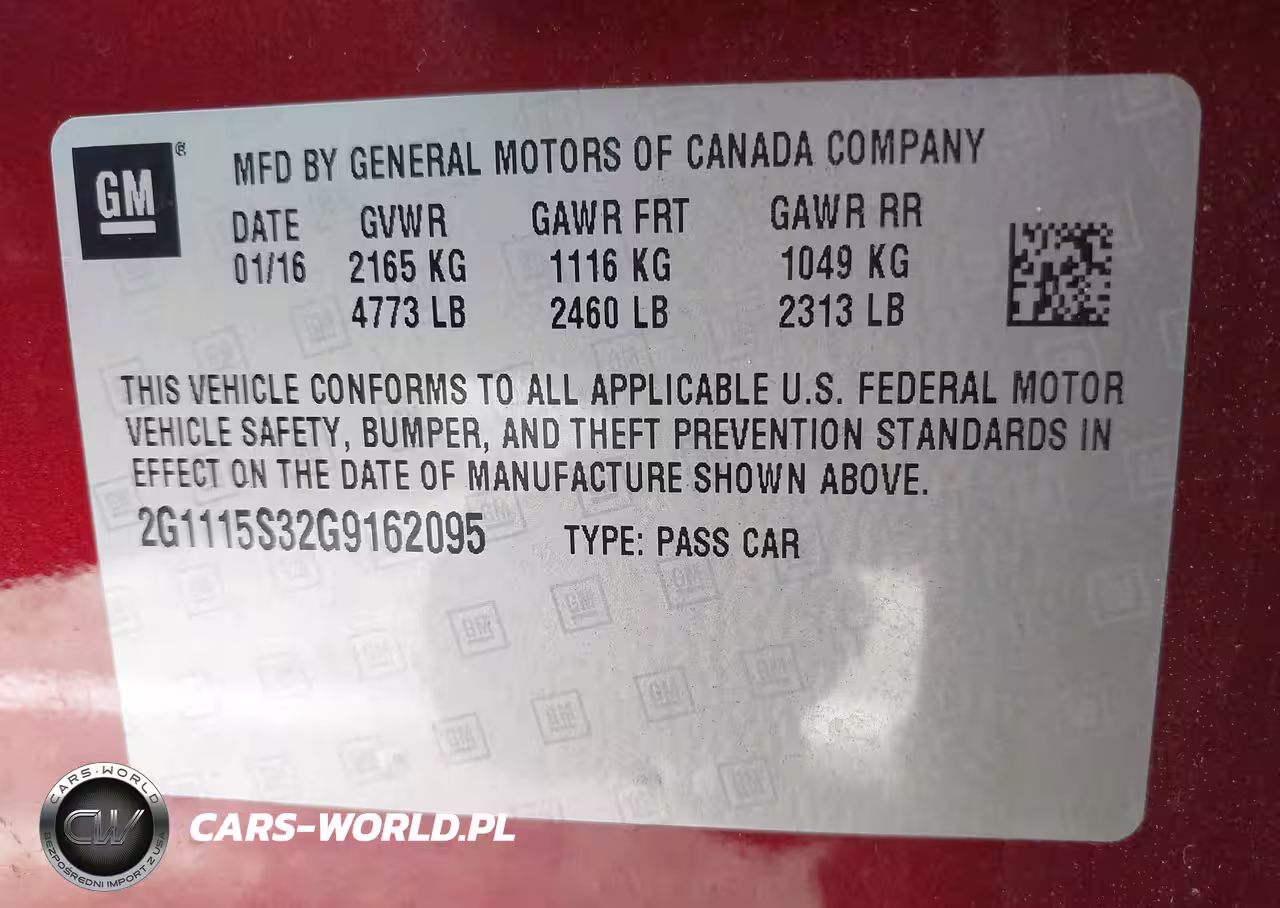 GM®
MFD BY GENERAL MOTORS OF CANADA COMPANY
DATE GVWR GAWR FRT GAWR RR
01/16 2165 KG 1116 KG 1049 KG
4773 LB 2460 LB 2313 LB
THIS VEHICLE CONFORMS TO ALL APPLICABLE U.S. FEDERAL MOTOR
VEHICLE SAFETY, BUMPER, AND THEFT PREVENTION STANDARDS IN
EFFECT ON THE DATE OF MANUFACTURE SHOWN ABOVE.
2G1115S32G9162095 TYPE: PASS CAR
CARS-WORLD
CW
BEZPOŚREDNI IMPORT Z USA
CARS-WORLD.PL